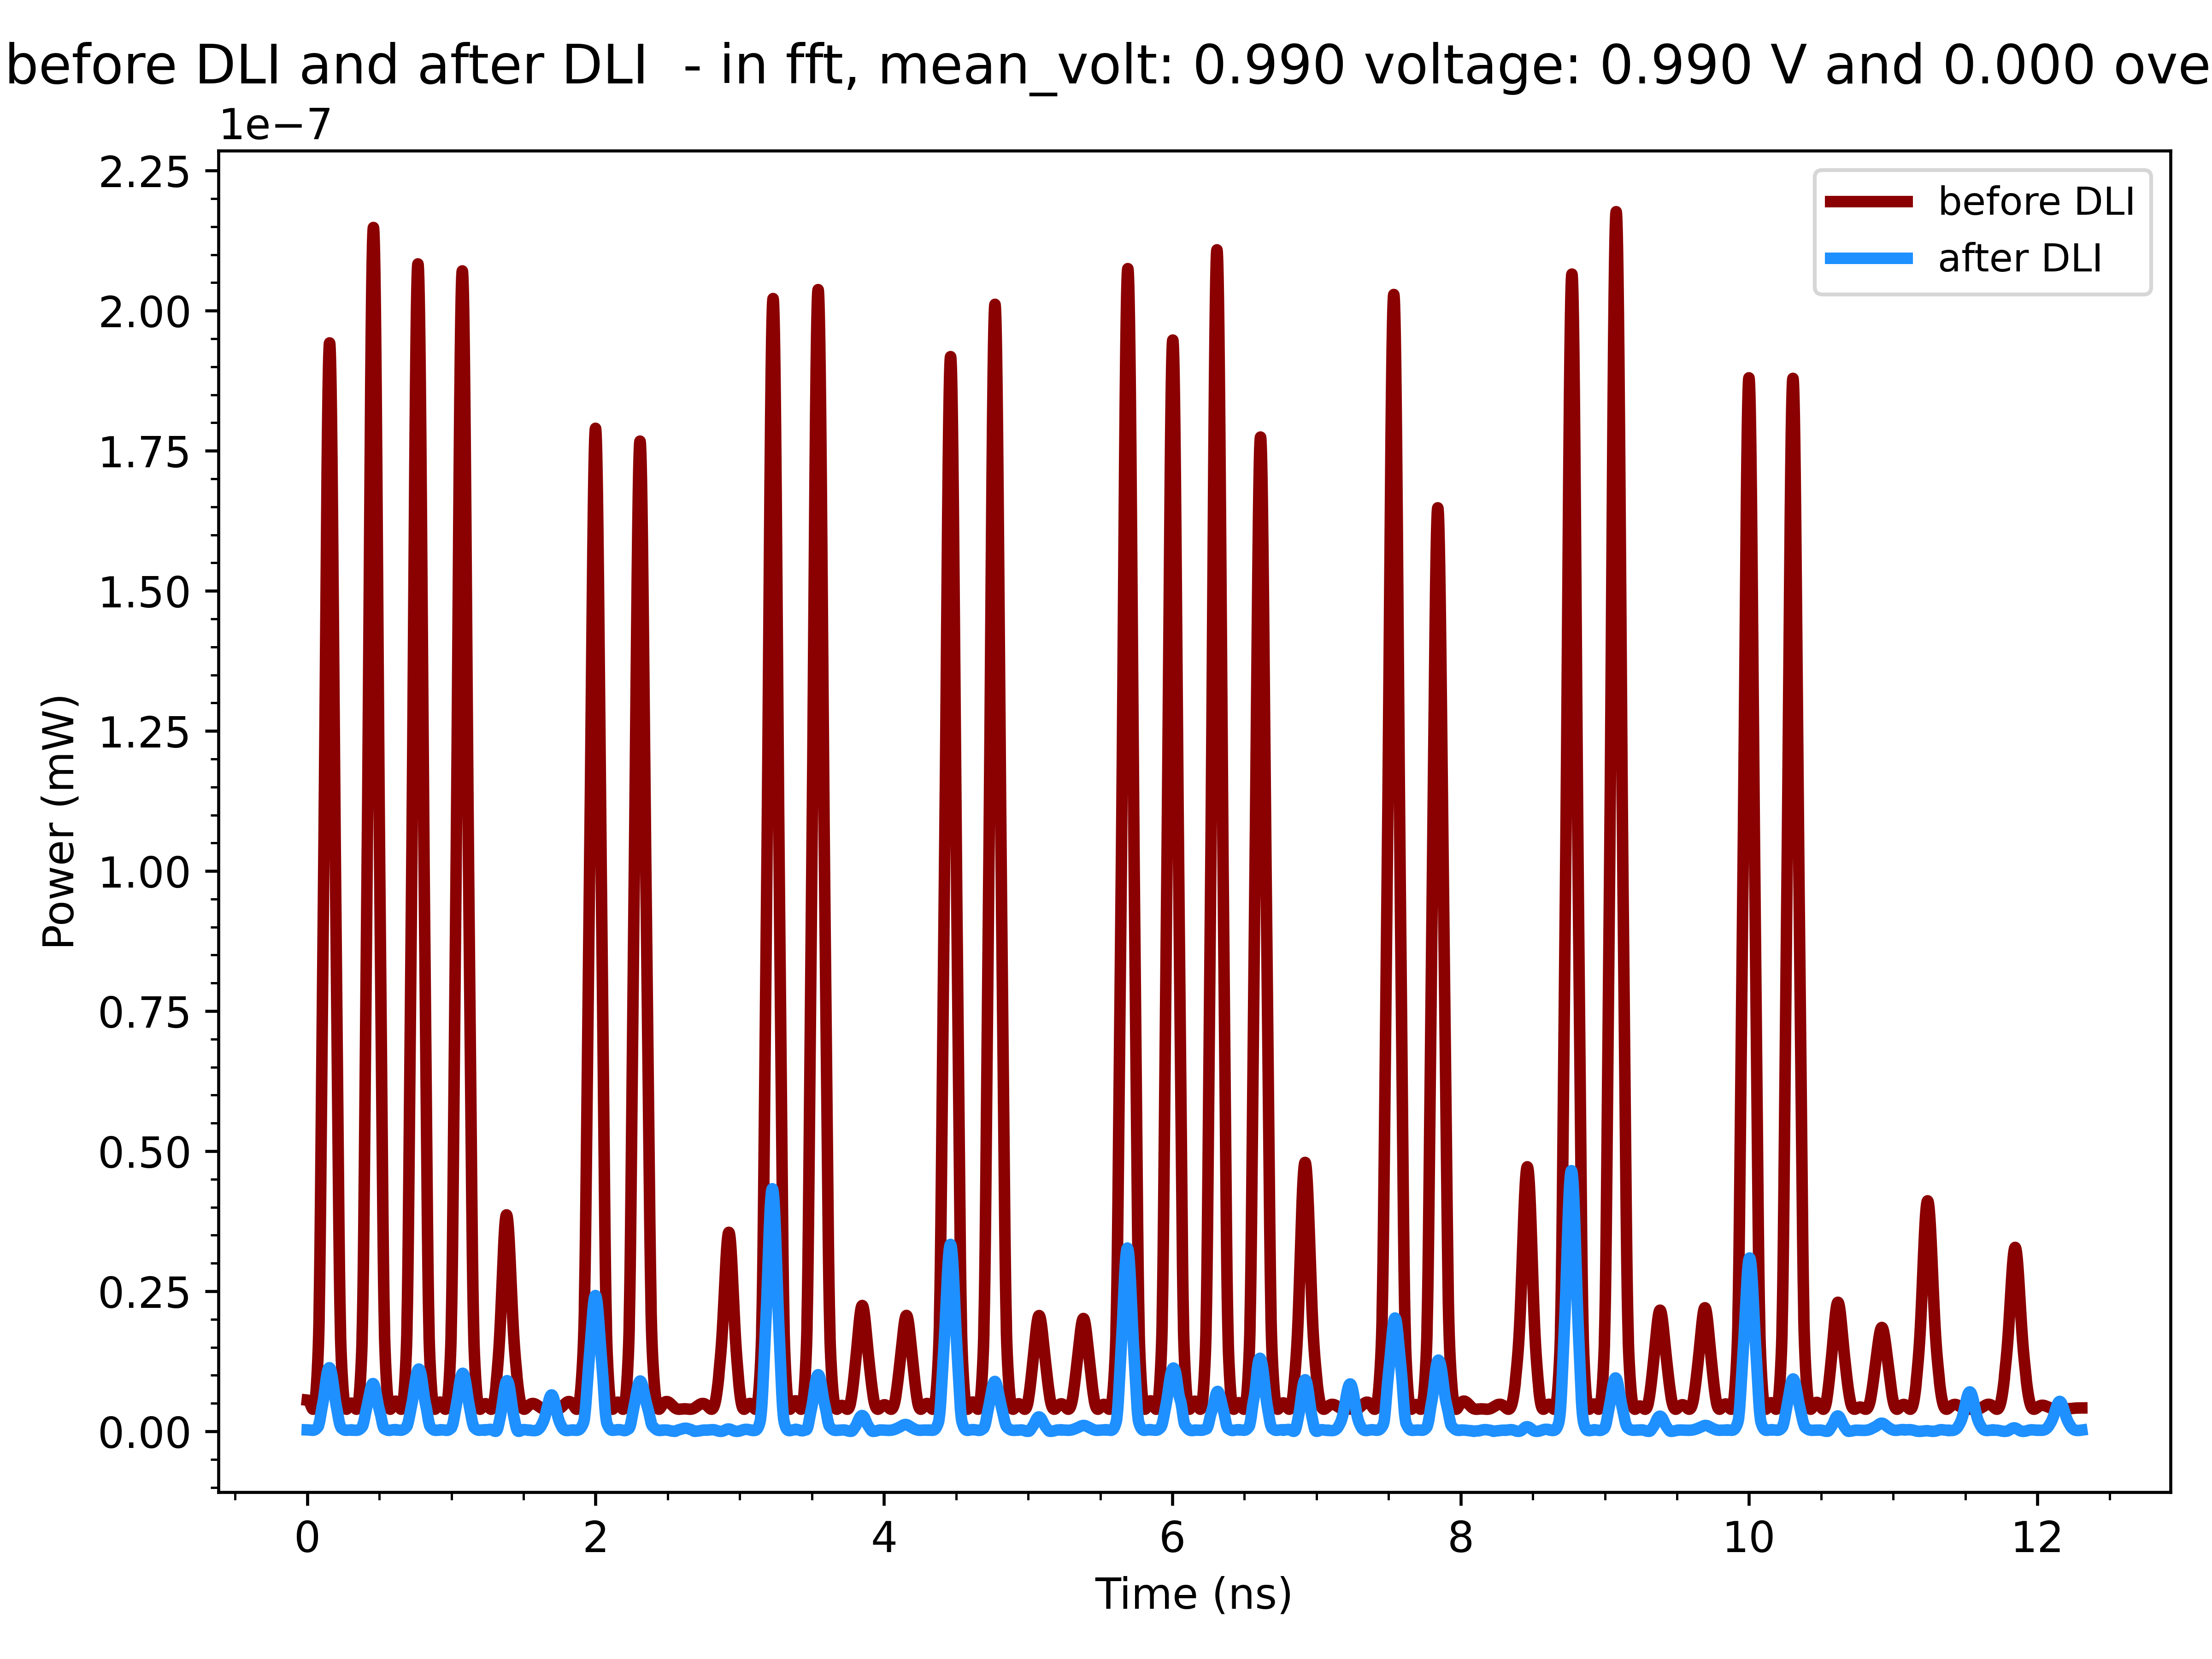 before DLI and after DLI  - in fft, mean_volt: 0.990 voltage: 0.990 V and 0.000 ove
1e−7
2.25
2.00
1.75
1.50
1.25
1.00
0.75
0.50
0.25
0.00
Power (mW)
before DLI
after DLI
0 2 4 6 8 10 12
Time (ns)